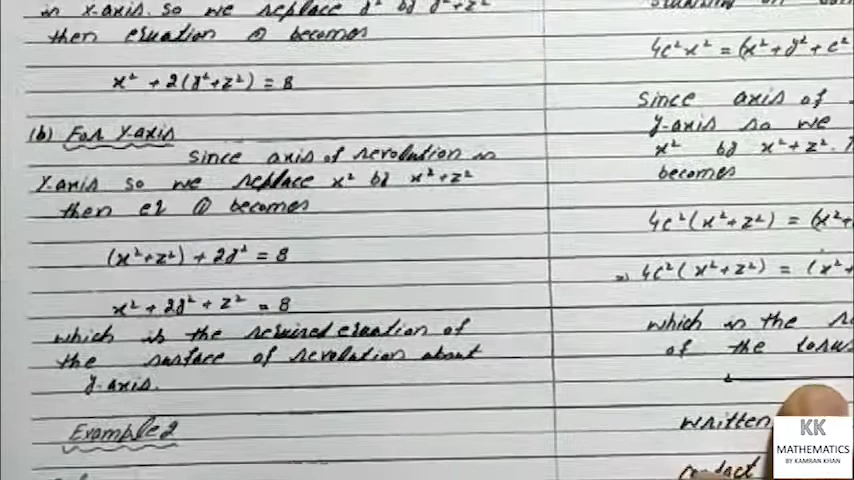 in x-axis. so we replace y² by y²+z²
then equation ① becomes
x² + 2(y²+z²) = 8
(b) For Y-axis
Since axis of revolution is
Y-axis so we replace x² by x²+z²
then eq ① becomes
(x²+z²) + 2y² = 8
x² + 2y² + z² = 8
which is the required equation of
the surface of revolution about
y-axis.
Example 2
4c²x² = (x² + y² + c²
Since axis of
y-axis so we
x² by x²+z².
becomes
4c²(x²+z²) = (x²+
⇒ 4c²(x²+z²) = (x²+
which is the
of the torus
written
contact
KK
MATHEMATICS
BY KAMRAN KHAN